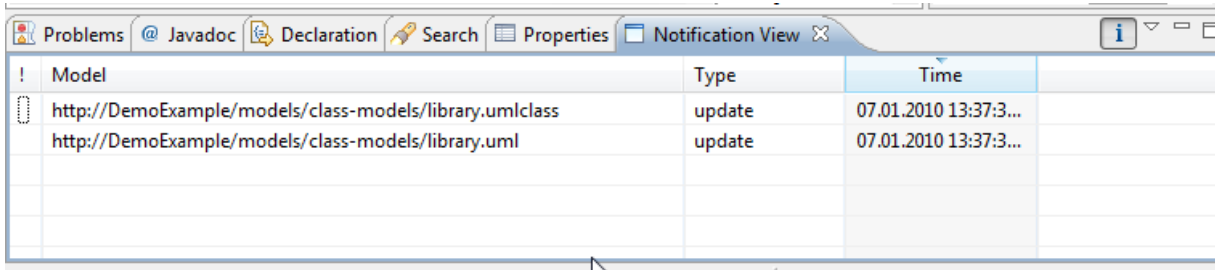 Problems @ Javadoc Declaration Search Properties Notification View
! Model Type Time
http://DemoExample/models/class-models/library.umlclass update 07.01.2010 13:37:3...
http://DemoExample/models/class-models/library.uml update 07.01.2010 13:37:3...